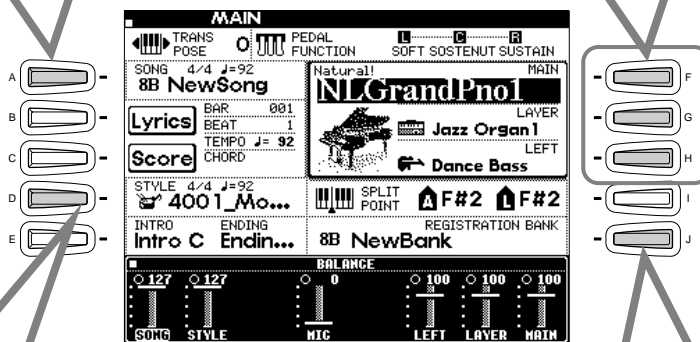 MAIN
TRANS
POSE
0
PEDAL
FUNCTION
L C R
SOFT SOSTENUT SUSTAIN
A
B
C
D
E
SONG 4/4 ♩=92
8B NewSong
Lyrics
BAR 001
BEAT 1
TEMPO ♩= 92
Score
CHORD
Natural! MAIN
NLGrandPno1
LAYER
Jazz Organ1
LEFT
Dance Bass
STYLE 4/4 ♩=92
4001_Mo...
SPLIT
POINT
A F#2 L F#2
INTRO ENDING
Intro C Endin...
REGISTRATION BANK
8B NewBank
BALANCE
127 127 0 100 100 100
SONG STYLE MIC LEFT LAYER MAIN
F
G
H
I
J